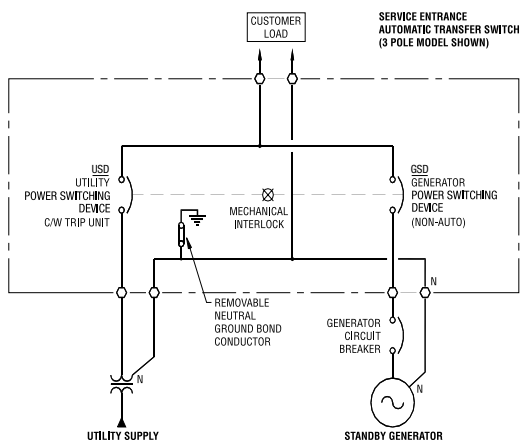 CUSTOMER
LOAD
SERVICE ENTRANCE
AUTOMATIC TRANSFER SWITCH
(3 POLE MODEL SHOWN)
USD
UTILITY
POWER SWITCHING
DEVICE
C/W TRIP UNIT
MECHANICAL
INTERLOCK
GSD
GENERATOR
POWER SWITCHING
DEVICE
(NON-AUTO)
N
REMOVABLE
NEUTRAL
GROUND BOND
CONDUCTOR
GENERATOR
CIRCUIT
BREAKER
N
N
UTILITY SUPPLY
STANDBY GENERATOR